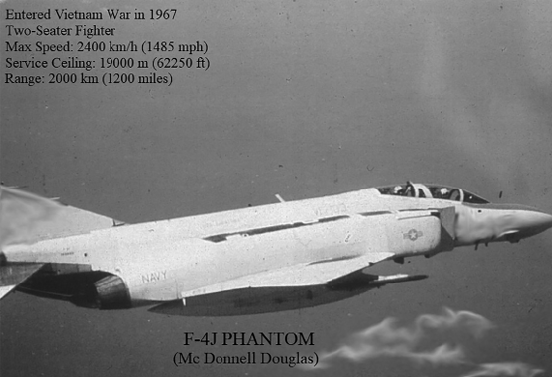 Entered Vietnam War in 1967
Two-Seater Fighter
Max Speed: 2400 km/h (1485 mph)
Service Ceiling: 19000 m (62250 ft)
Range: 2000 km (1200 miles)
NAVY
F-4J PHANTOM
(Mc Donnell Douglas)